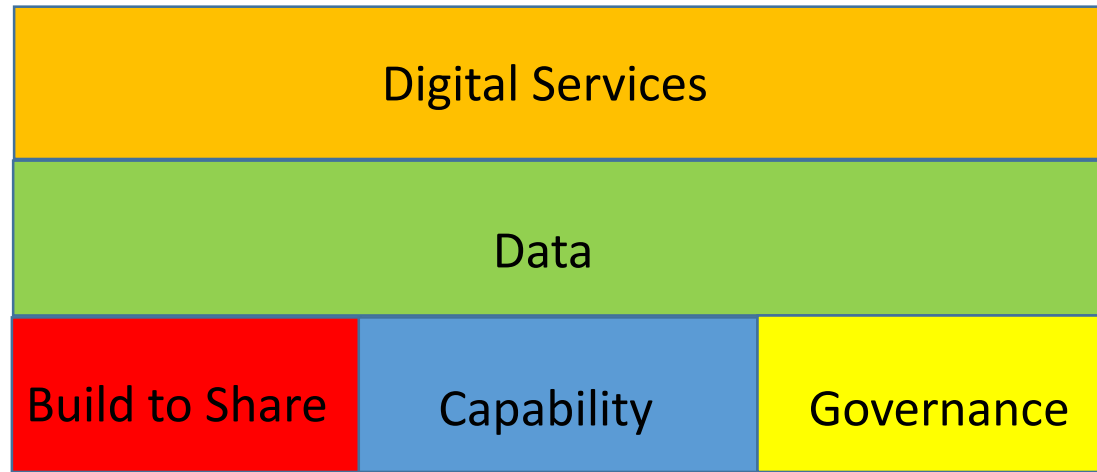 Digital Services
Data
Build to Share
Capability
Governance